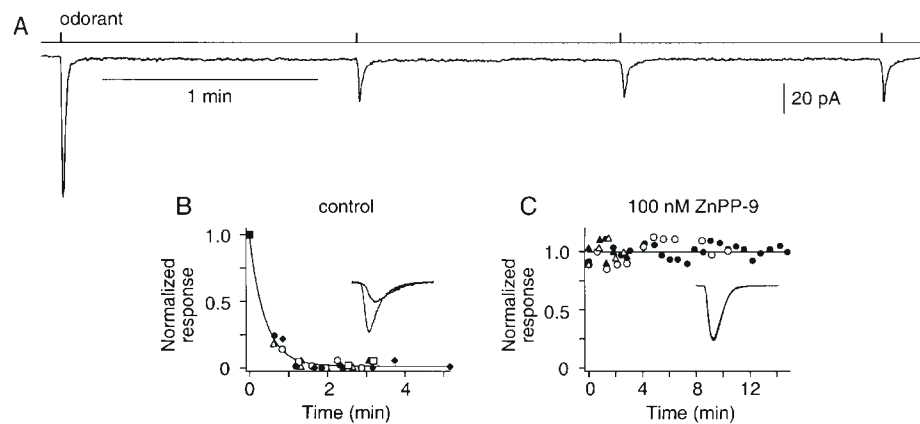 A
odorant
1 min
20 pA
B
control
Normalized
response
1.0
0.5
0
0
2
4
Time (min)
C
100 nM ZnPP-9
Normalized
response
1.0
0.5
0
0
4
8
12
Time (min)